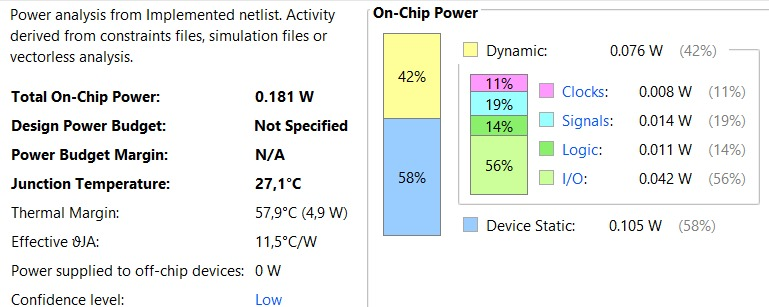 Power analysis from Implemented netlist. Activity
derived from constraints files, simulation files or
vectorless analysis.
Total On-Chip Power: 0.181 W
Design Power Budget: Not Specified
Power Budget Margin: N/A
Junction Temperature: 27,1°C
Thermal Margin: 57,9°C (4,9 W)
Effective ϑJA: 11,5°C/W
Power supplied to off-chip devices: 0 W
Confidence level: Low
On-Chip Power
42%
58%
Dynamic: 0.076 W (42%)
11%
19%
14%
56%
Clocks: 0.008 W (11%)
Signals: 0.014 W (19%)
Logic: 0.011 W (14%)
I/O: 0.042 W (56%)
Device Static: 0.105 W (58%)